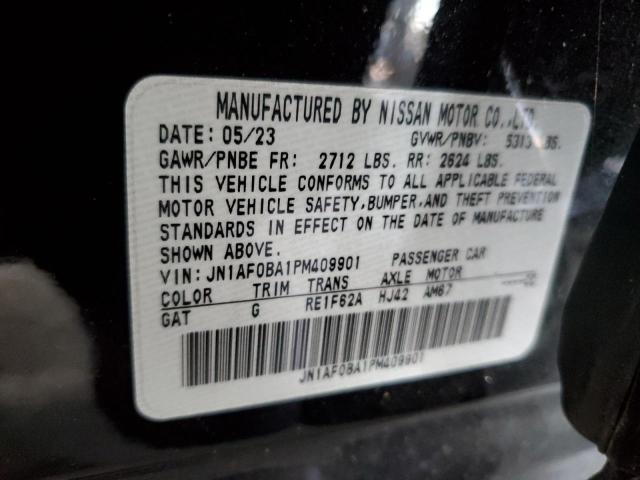 MANUFACTURED BY NISSAN MOTOR CO.,LTD.
DATE: 05/23 GVWR/PNBV: 5313 LBS.
GAWR/PNBE FR: 2712 LBS. RR: 2624 LBS.
THIS VEHICLE CONFORMS TO ALL APPLICABLE FEDERAL
MOTOR VEHICLE SAFETY,BUMPER,AND THEFT PREVENTION
STANDARDS IN EFFECT ON THE DATE OF MANUFACTURE
SHOWN ABOVE.
VIN: JN1AF0BA1PM409901 PASSENGER CAR
COLOR TRIM TRANS AXLE MOTOR
GAT G RE1F62A HJ42 AM67
JN1AF0BA1PM409901